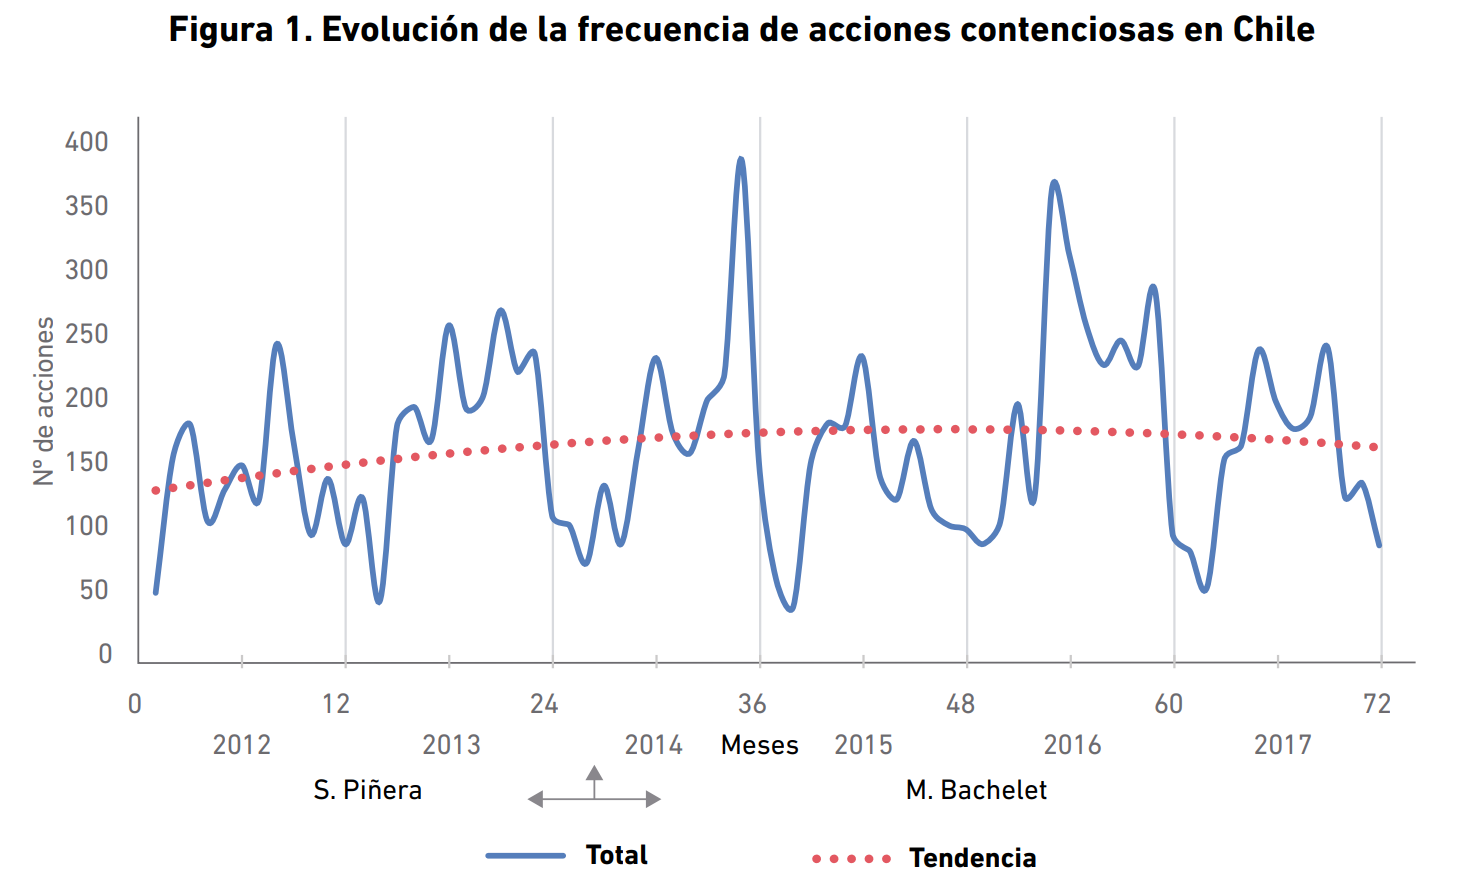 Figura 1. Evolución de la frecuencia de acciones contenciosas en Chile
400
350
300
250
200
150
100
50
0
Nº de acciones
0 12 24 36 48 60 72
2012 2013 2014 Meses 2015 2016 2017
S. Piñera M. Bachelet
Total Tendencia